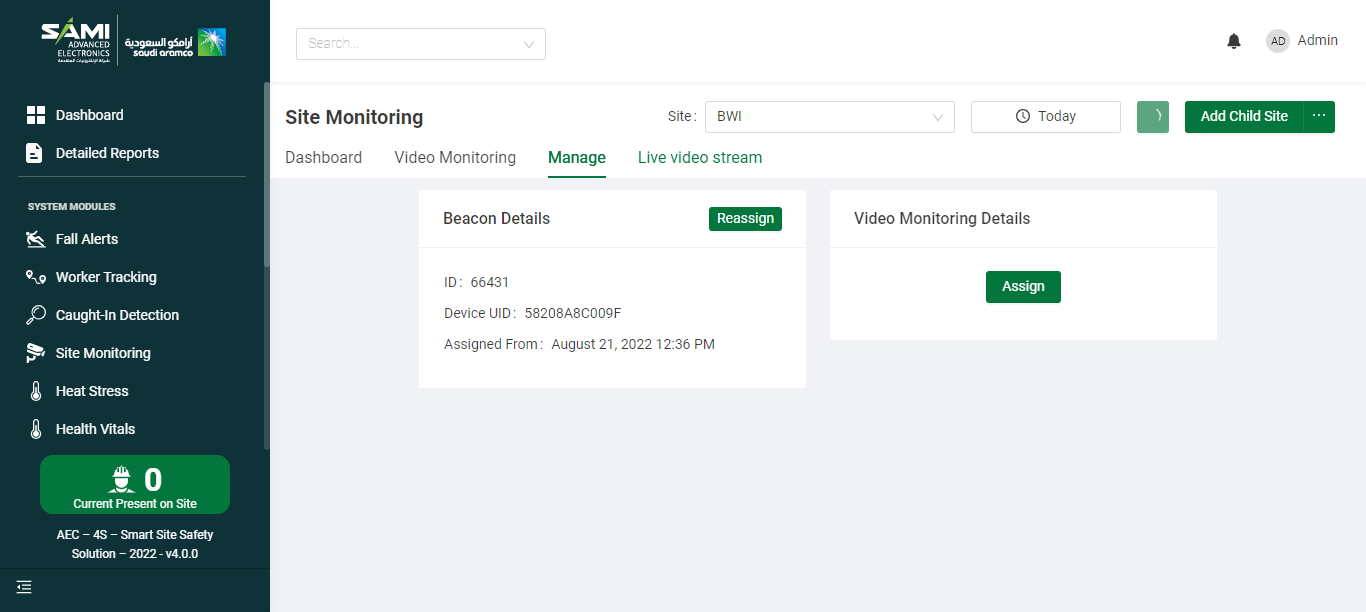 SAMI
ADVANCED
ELECTRONICS
أرامكو السعودية
saudi aramco
Search...
AD
Admin
Dashboard
Detailed Reports
SYSTEM MODULES
Fall Alerts
Worker Tracking
Caught-In Detection
Site Monitoring
Heat Stress
Health Vitals
0
Current Present on Site
AEC – 4S – Smart Site Safety
Solution – 2022 - v4.0.0
Site Monitoring
Site :
BWI
Today
Add Child Site
...
Dashboard
Video Monitoring
Manage
Live video stream
Beacon Details
Reassign
ID : 66431
Device UID : 58208A8C009F
Assigned From : August 21, 2022 12:36 PM
Video Monitoring Details
Assign